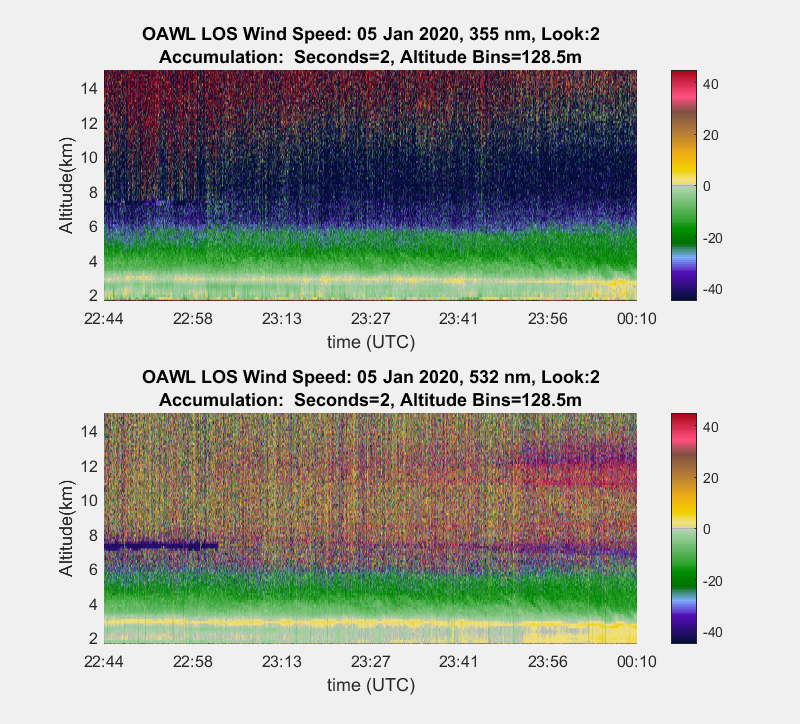 OAWL LOS Wind Speed: 05 Jan 2020, 355 nm, Look:2
Accumulation:  Seconds=2, Altitude Bins=128.5m
14
12
10
8
6
4
2
Altitude(km)
22:44 22:58 23:13 23:27 23:41 23:56 00:10
time (UTC)
40
20
0
-20
-40
OAWL LOS Wind Speed: 05 Jan 2020, 532 nm, Look:2
Accumulation:  Seconds=2, Altitude Bins=128.5m
14
12
10
8
6
4
2
Altitude(km)
22:44 22:58 23:13 23:27 23:41 23:56 00:10
time (UTC)
40
20
0
-20
-40